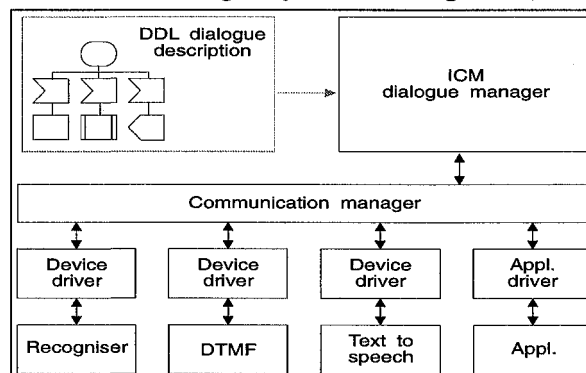 DDL dialogue
description
ICM
dialogue manager
Communication manager
Device
driver
Device
driver
Device
driver
Appl.
driver
Recogniser
DTMF
Text to
speech
Appl.